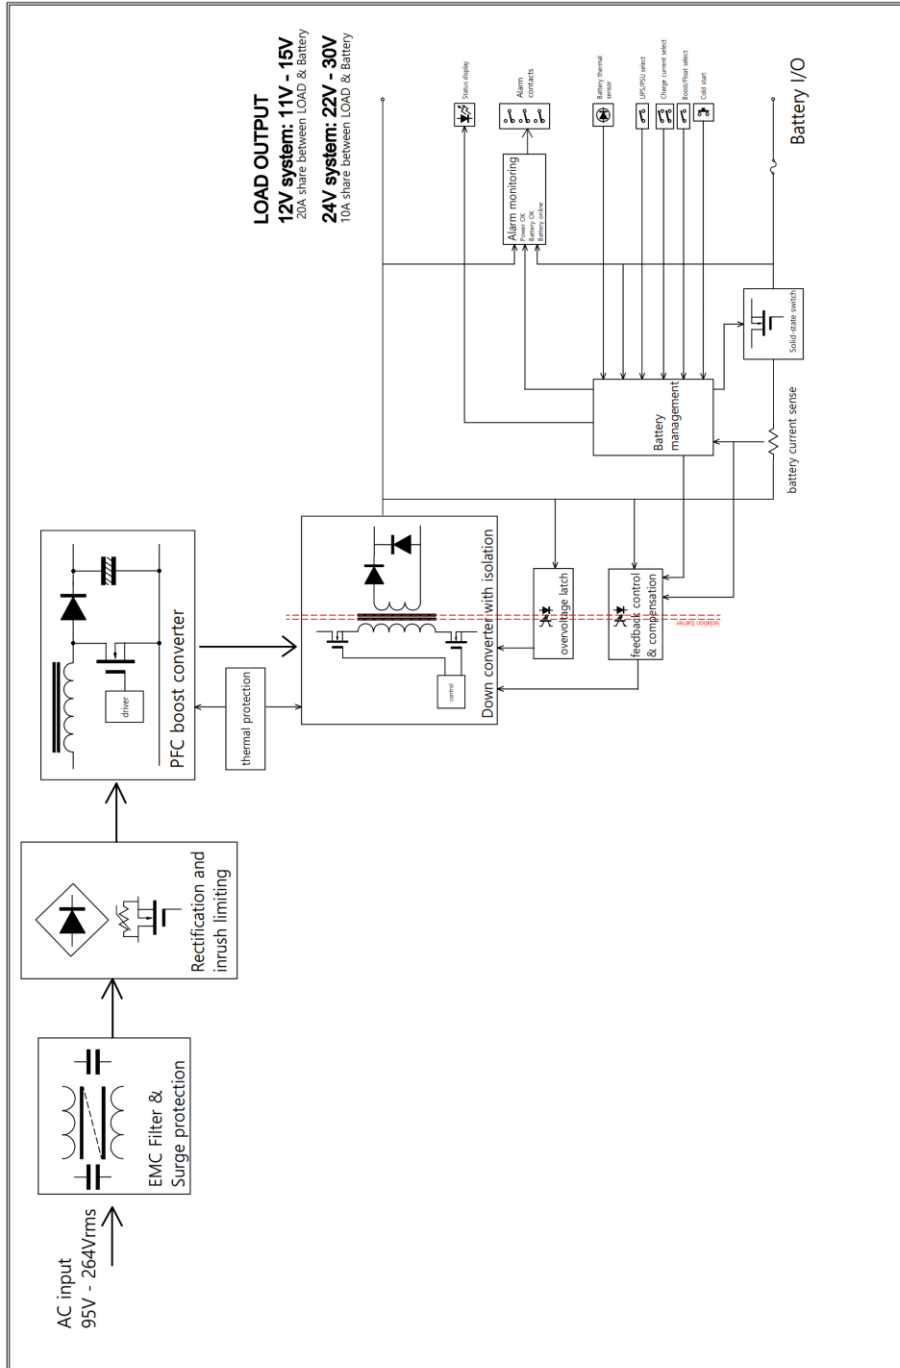 AC input
95V - 264Vrms
EMC Filter &
Surge protection
Rectification and
inrush limiting
driver
PFC boost converter
thermal protection
control
Down converter with isolation
overvoltage latch
feedback control
& compensation
isolation barrier
LOAD OUTPUT
12V system: 11V - 15V
20A share between LOAD & Battery
24V system: 22V - 30V
10A share between LOAD & Battery
Status display
Alarm
contacts
Alarm monitoring
Power OK
Battery OK
Battery online
Battery thermal
sensor
UPS/PSU select
Charge current select
Boost/Float select
Cold start
Battery
management
Solid-state switch
battery current sense
Battery I/O